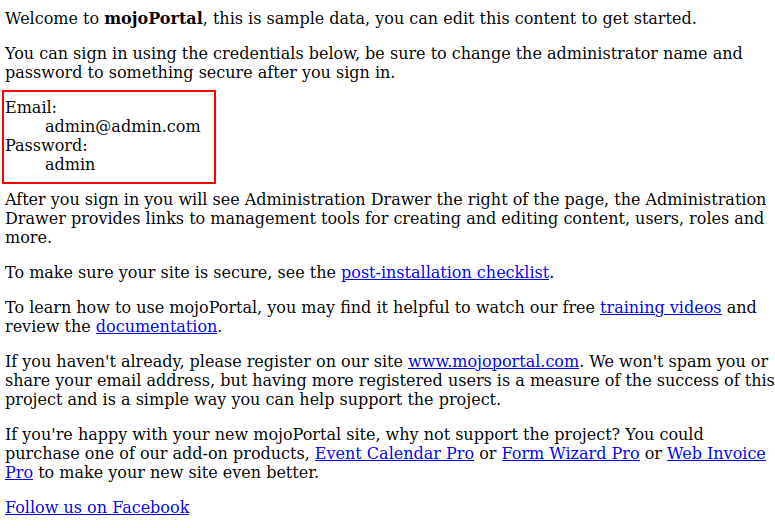 Welcome to mojoPortal, this is sample data, you can edit this content to get started.
You can sign in using the credentials below, be sure to change the administrator name and
password to something secure after you sign in.
Email:
admin@admin.com
Password:
admin
After you sign in you will see Administration Drawer the right of the page, the Administration
Drawer provides links to management tools for creating and editing content, users, roles and
more.
To make sure your site is secure, see the post-installation checklist.
To learn how to use mojoPortal, you may find it helpful to watch our free training videos and
review the documentation.
If you haven't already, please register on our site www.mojoportal.com. We won't spam you or
share your email address, but having more registered users is a measure of the success of this
project and is a simple way you can help support the project.
If you're happy with your new mojoPortal site, why not support the project? You could
purchase one of our add-on products, Event Calendar Pro or Form Wizard Pro or Web Invoice
Pro to make your new site even better.
Follow us on Facebook